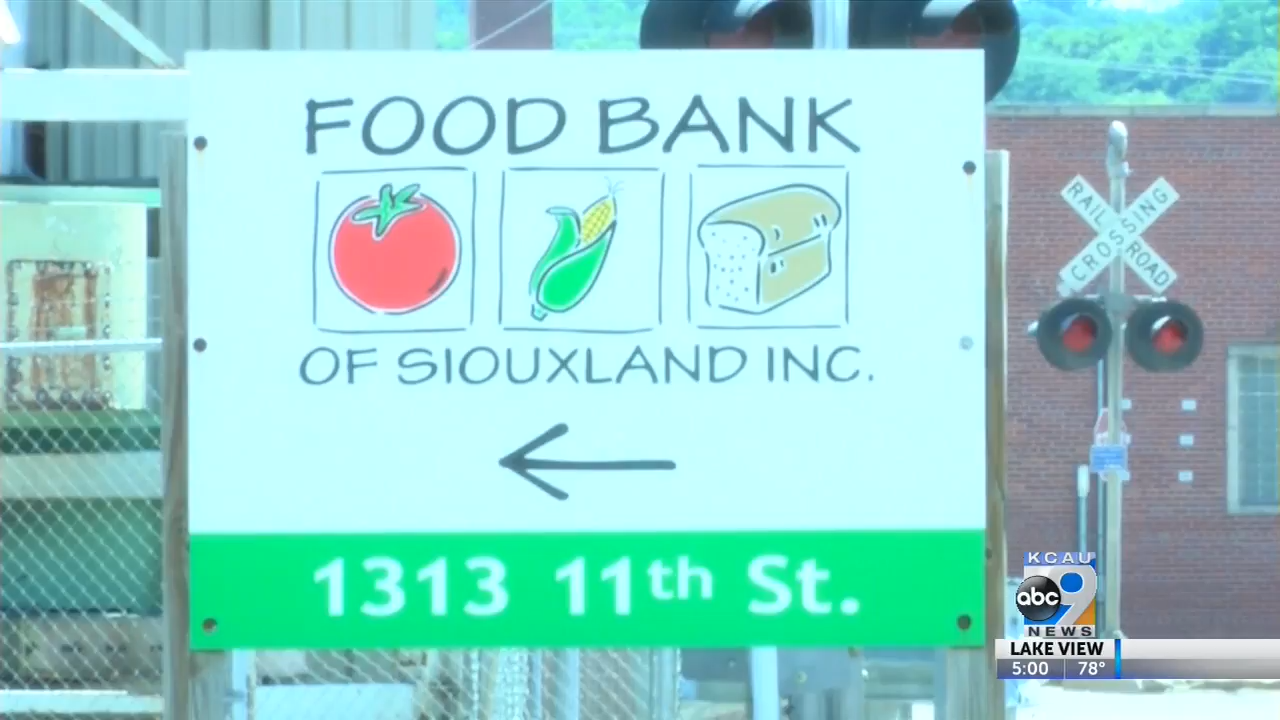 FOOD BANK
OF SIOUXLAND INC.
1313 11th St.
RAIL ROAD
CROSSING
KCAU
abc 9
NEWS
LAKE VIEW
5:00 78°